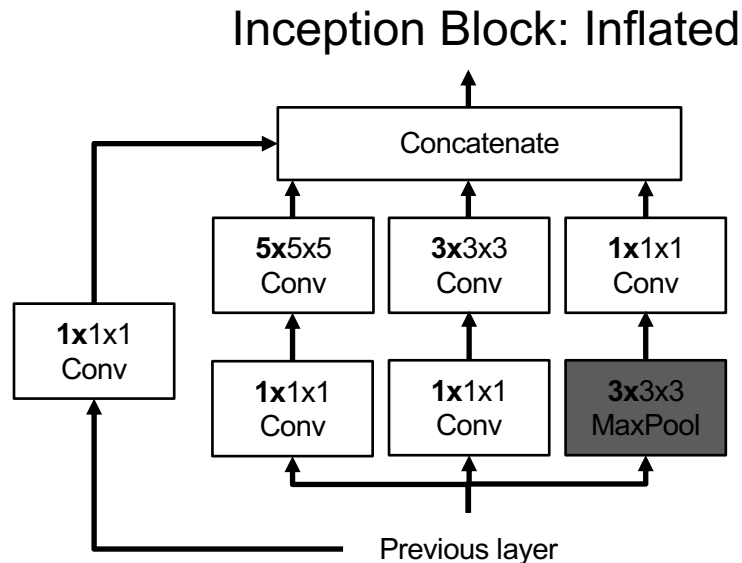 Inception Block: Inflated
Concatenate
5x5x5
Conv
3x3x3
Conv
1x1x1
Conv
1x1x1
Conv
1x1x1
Conv
1x1x1
Conv
3x3x3
MaxPool
Previous layer